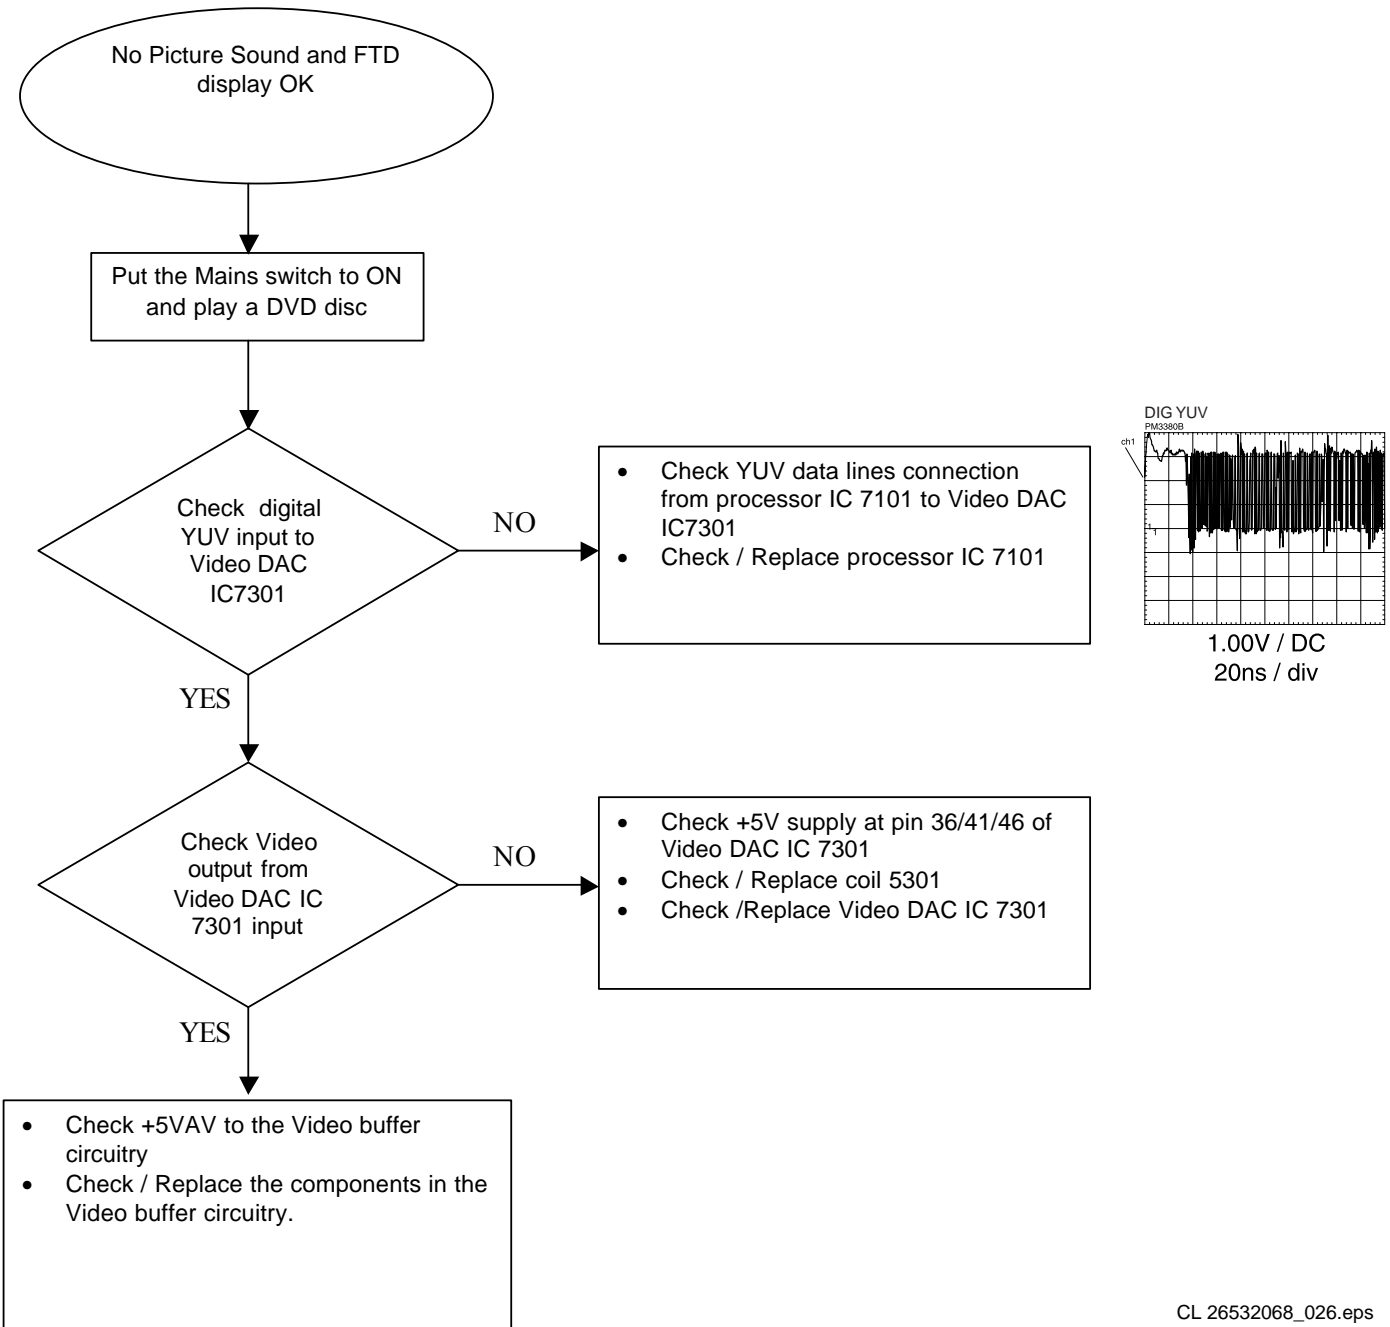 No Picture Sound and FTD
display OK
Put the Mains switch to ON
and play a DVD disc
Check  digital
YUV input to
Video DAC
IC7301
NO
• Check YUV data lines connection
from processor IC 7101 to Video DAC
IC7301
• Check / Replace processor IC 7101
DIG YUV
PM3380B
ch1
1
1
1.00V / DC
20ns / div
YES
Check Video
output from
Video DAC IC
7301 input
NO
• Check +5V supply at pin 36/41/46 of
Video DAC IC 7301
• Check / Replace coil 5301
• Check /Replace Video DAC IC 7301
YES
• Check +5VAV to the Video buffer
circuitry
• Check / Replace the components in the
Video buffer circuitry.
CL 26532068_026.eps